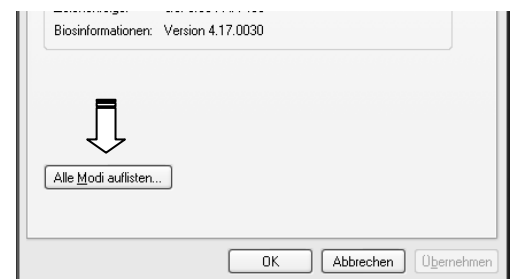 Biosinformationen: Version 4.17.0030
Alle Modi auflisten...
OK Abbrechen Übernehmen